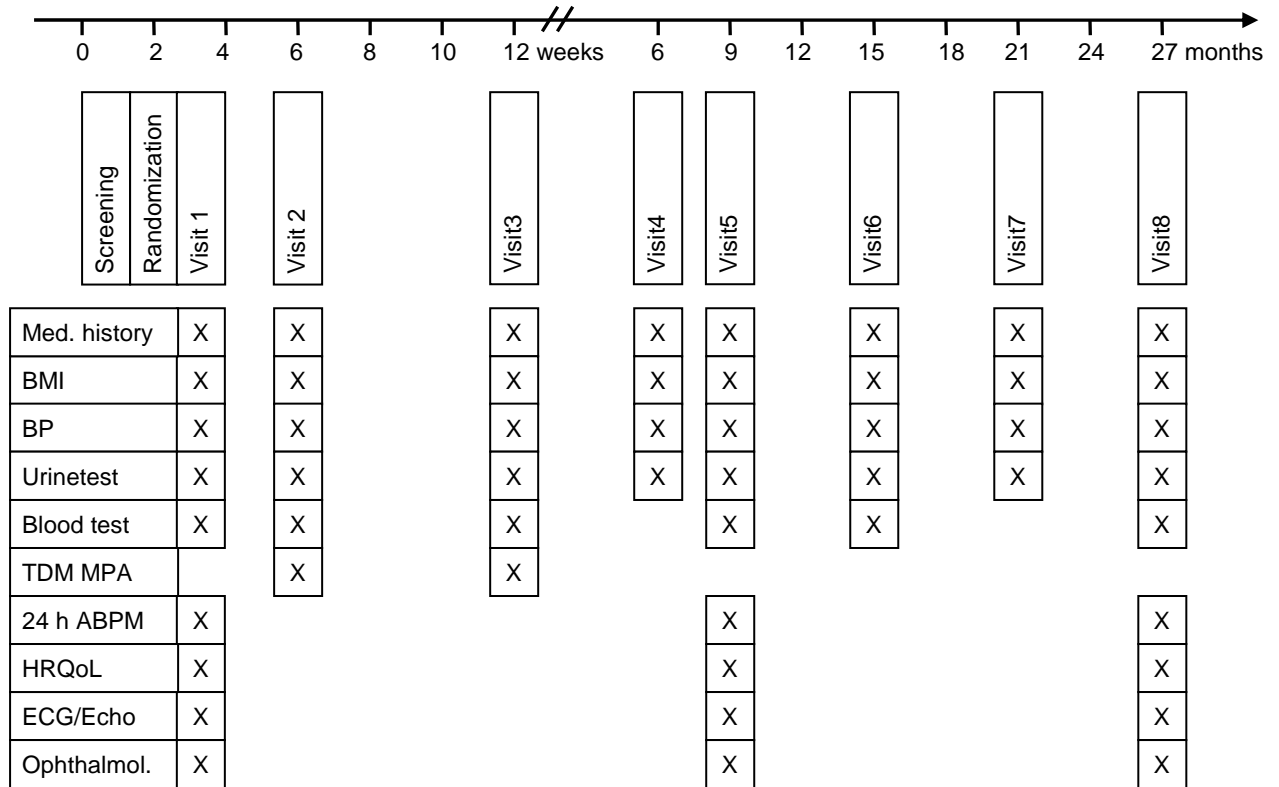 0 2 4 6 8 10 12 weeks 6 9 12 15 18 21 24 27 months
Screening
Randomization
Visit 1
Visit 2
Visit3
Visit4
Visit5
Visit6
Visit7
Visit8
Med. history X X X X X X X X
BMI X X X X X X X X
BP X X X X X X X X
Urinetest X X X X X X X X
Blood test X X X X X X
TDM MPA X X
24 h ABPM X X X
HRQoL X X X
ECG/Echo X X X
Ophthalmol. X X X